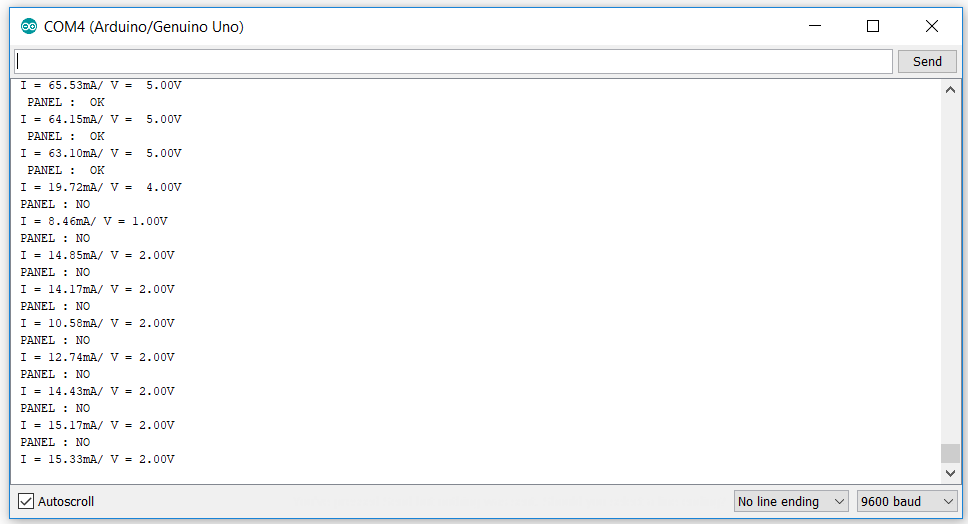 COM4 (Arduino/Genuino Uno)
Send
I = 65.53mA/ V =  5.00V
 PANEL :  OK
I = 64.15mA/ V =  5.00V
 PANEL :  OK
I = 63.10mA/ V =  5.00V
 PANEL :  OK
I = 19.72mA/ V =  4.00V
PANEL : NO
I = 8.46mA/ V = 1.00V
PANEL : NO
I = 14.85mA/ V = 2.00V
PANEL : NO
I = 14.17mA/ V = 2.00V
PANEL : NO
I = 10.58mA/ V = 2.00V
PANEL : NO
I = 12.74mA/ V = 2.00V
PANEL : NO
I = 14.43mA/ V = 2.00V
PANEL : NO
I = 15.17mA/ V = 2.00V
PANEL : NO
I = 15.33mA/ V = 2.00V
Autoscroll No line ending 9600 baud